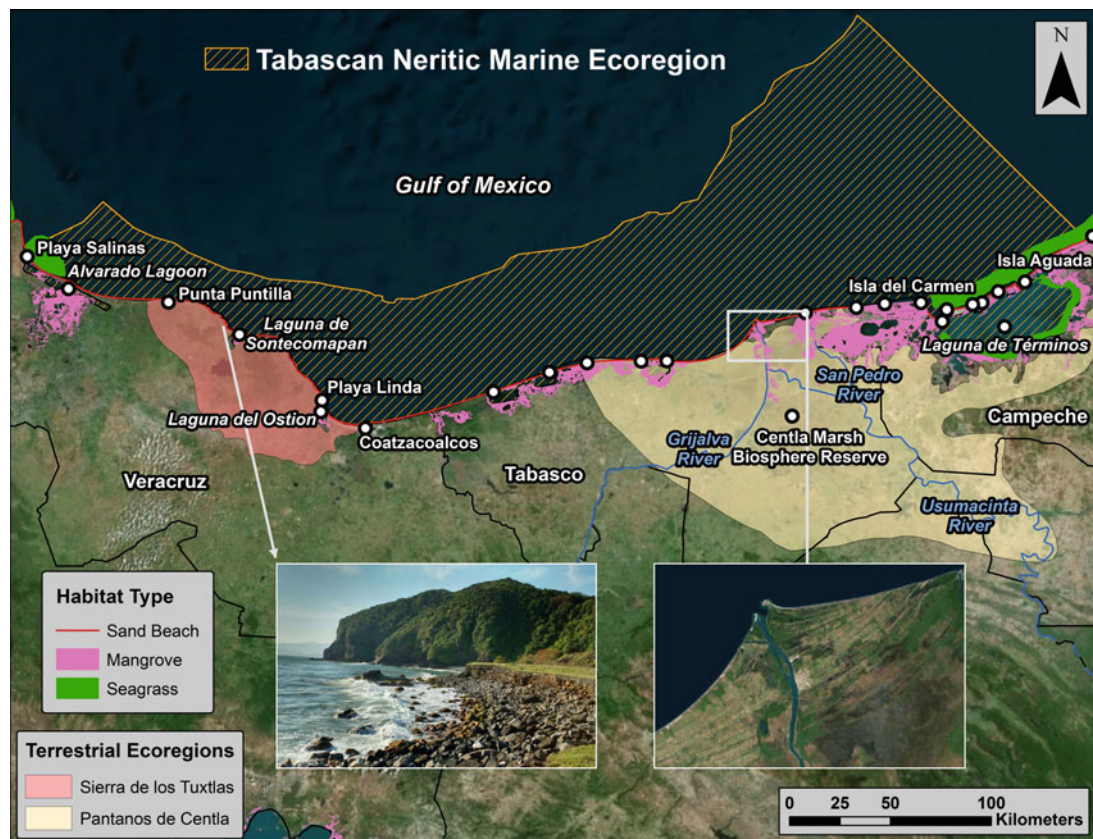 Tabascan Neritic Marine Ecoregion
N
Gulf of Mexico
Playa Salinas
Alvarado Lagoon
Punta Puntilla
Laguna de
Sontecomapan
Playa Linda
Laguna del Ostion
Coatzacoalcos
Isla Aguada
Isla del Carmen
Laguna de Términos
San Pedro
River
Campeche
Centla Marsh
Biosphere Reserve
Grijalva
River
Tabasco
Veracruz
Usumacinta
River
Habitat Type
Sand Beach
Mangrove
Seagrass
Terrestrial Ecoregions
Sierra de los Tuxtlas
Pantanos de Centla
0 25 50 100
Kilometers